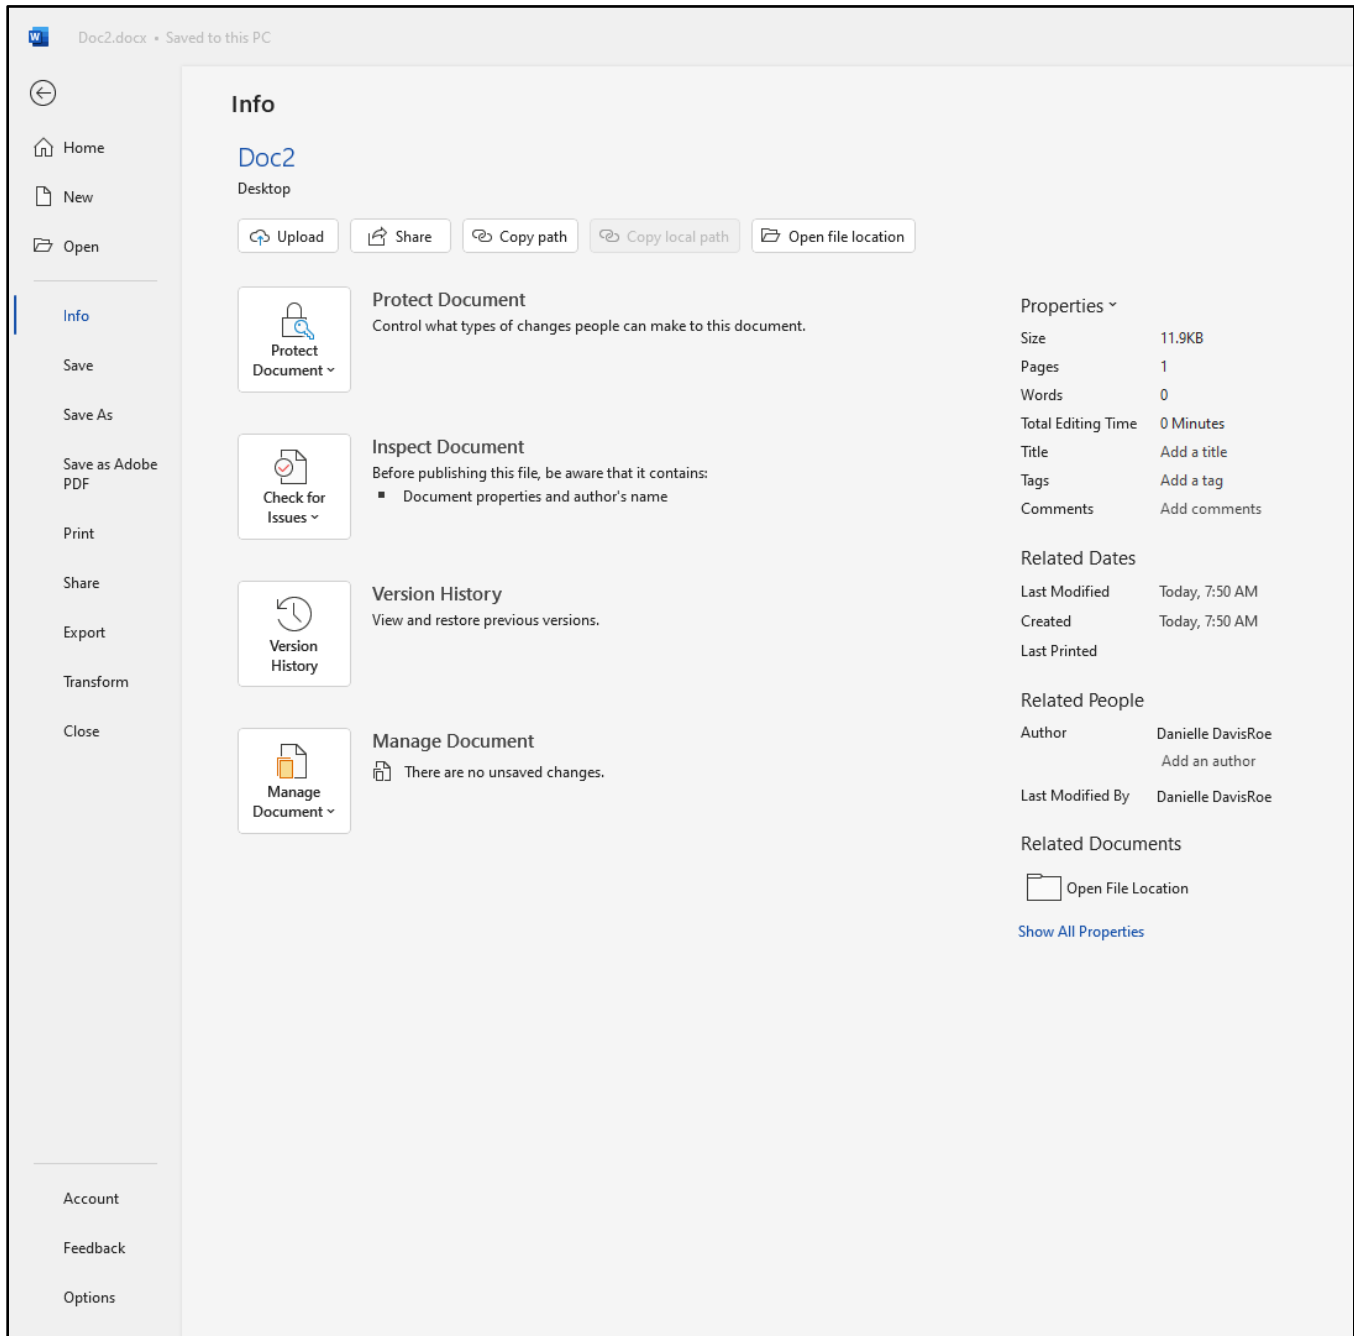 W Doc2.docx • Saved to this PC
Info
Home
New
Open
Info
Save
Save As
Save as Adobe
PDF
Print
Share
Export
Transform
Close
Account
Feedback
Options
Doc2
Desktop
Upload Share Copy path Copy local path Open file location
Protect
Document
Protect Document
Control what types of changes people can make to this document.
Check for
Issues
Inspect Document
Before publishing this file, be aware that it contains:
▪ Document properties and author's name
Version
History
Version History
View and restore previous versions.
Manage
Document
Manage Document
There are no unsaved changes.
Properties
Size 11.9KB
Pages 1
Words 0
Total Editing Time 0 Minutes
Title Add a title
Tags Add a tag
Comments Add comments
Related Dates
Last Modified Today, 7:50 AM
Created Today, 7:50 AM
Last Printed
Related People
Author Danielle DavisRoe
Add an author
Last Modified By Danielle DavisRoe
Related Documents
Open File Location
Show All Properties